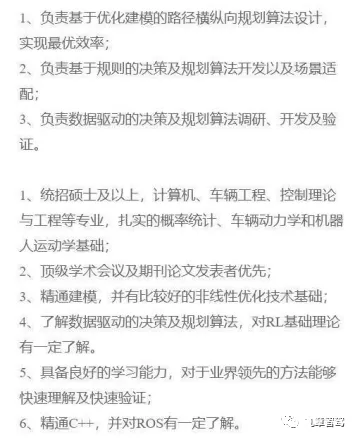 1、负责基于优化建模的路径横纵向规划算法设计，
实现最优效率；
2、负责基于规则的决策及规划算法开发以及场景适
配；
3、负责数据驱动的决策及规划算法调研、开发及验
证。
1、统招硕士及以上，计算机、车辆工程、控制理论
与工程等专业，扎实的概率统计、车辆动力学和机器
人运动学基础；
2、顶级学术会议及期刊论文发表者优先；
3、精通建模，并有比较好的非线性优化技术基础；
4、了解数据驱动的决策及规划算法，对RL基础理论
有一定了解。
5、具备良好的学习能力，对于业界领先的方法能够
快速理解及快速验证；
6、精通C++，并对ROS有一定了解。